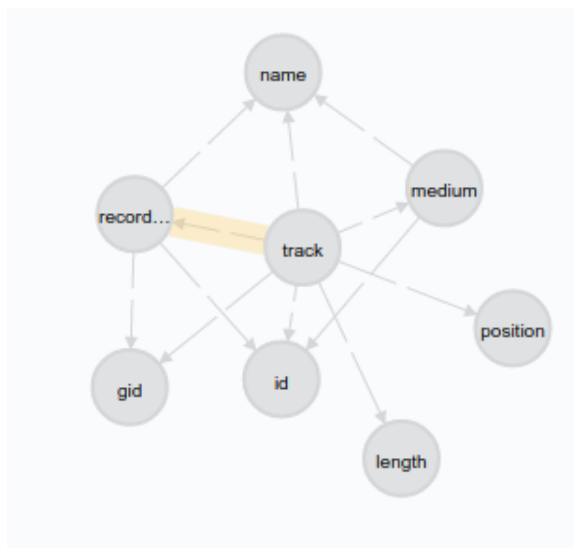 name
medium
record...
track
position
id
gid
length